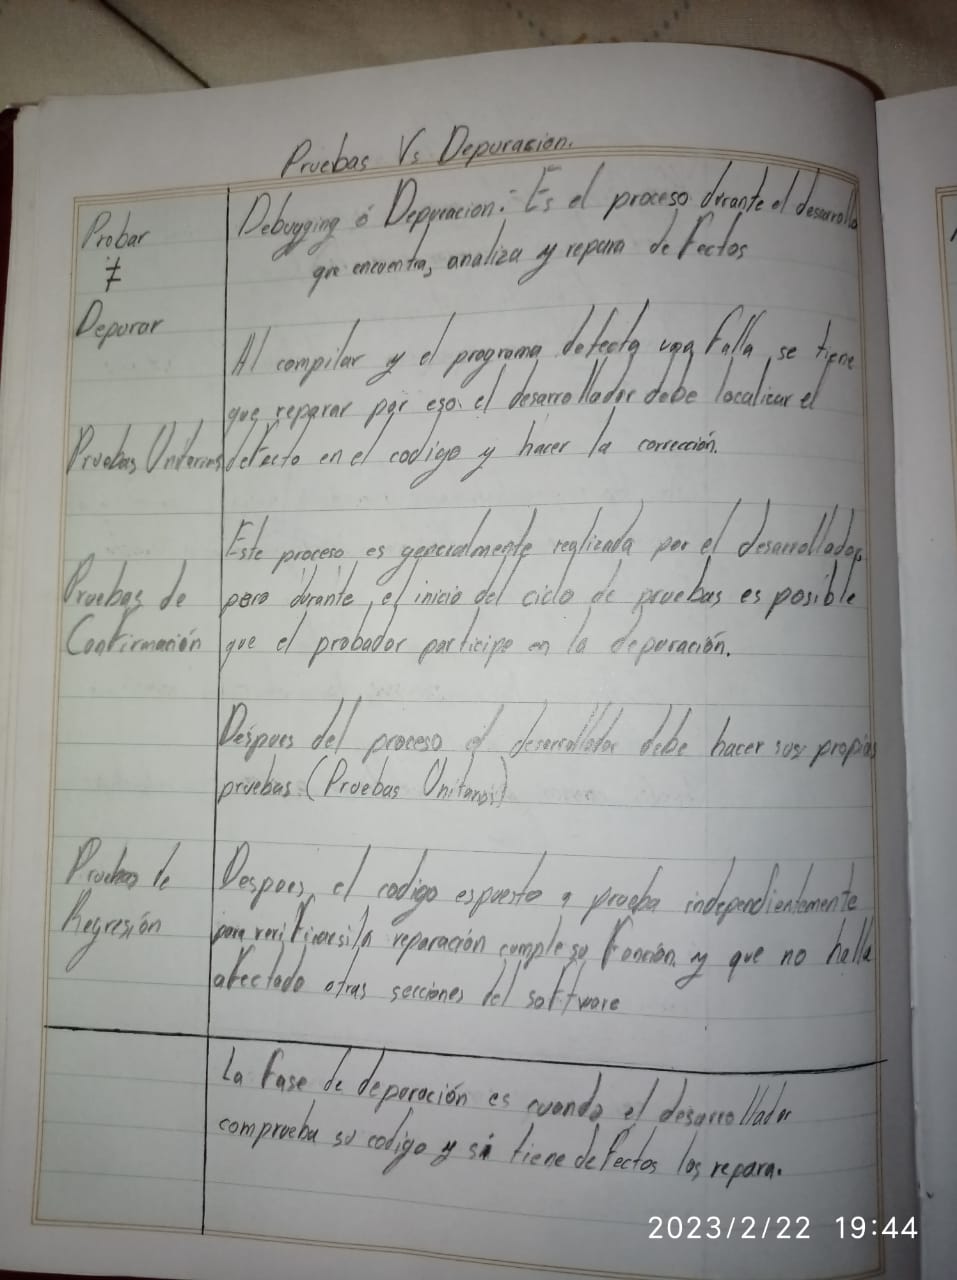 Pruebas Vs Depuracion.
Probar
≠
Depurar
Debugging ó Depuracion: Es el proceso durante el desarrollo
que encuentra, analiza y repara defectos
Al compilar y el programa detecta una falla, se tiene
que reparar por eso el desarrollador debe localizar el
Pruebas Unitarias
defecto en el codigo y hacer la corrección.
Este proceso es generalmente realizada por el desarrollador,
Pruebas de
Confirmación
pero durante el inicio del ciclo de pruebas es posible
que el probador participe en la depuración.
Despues del proceso el desarrollador debe hacer sus propias
pruebas (Pruebas Unitarias)
Pruebas de
Regresión
Despues, el codigo espuesto a prueba independientemente
para verificar si la reparación cumple su función y que no halla
afectado otras secciones del software
La fase de depuración es cuando el desarrollador
comprueba su codigo y si tiene defectos los repara.
2023/2/22 19:44